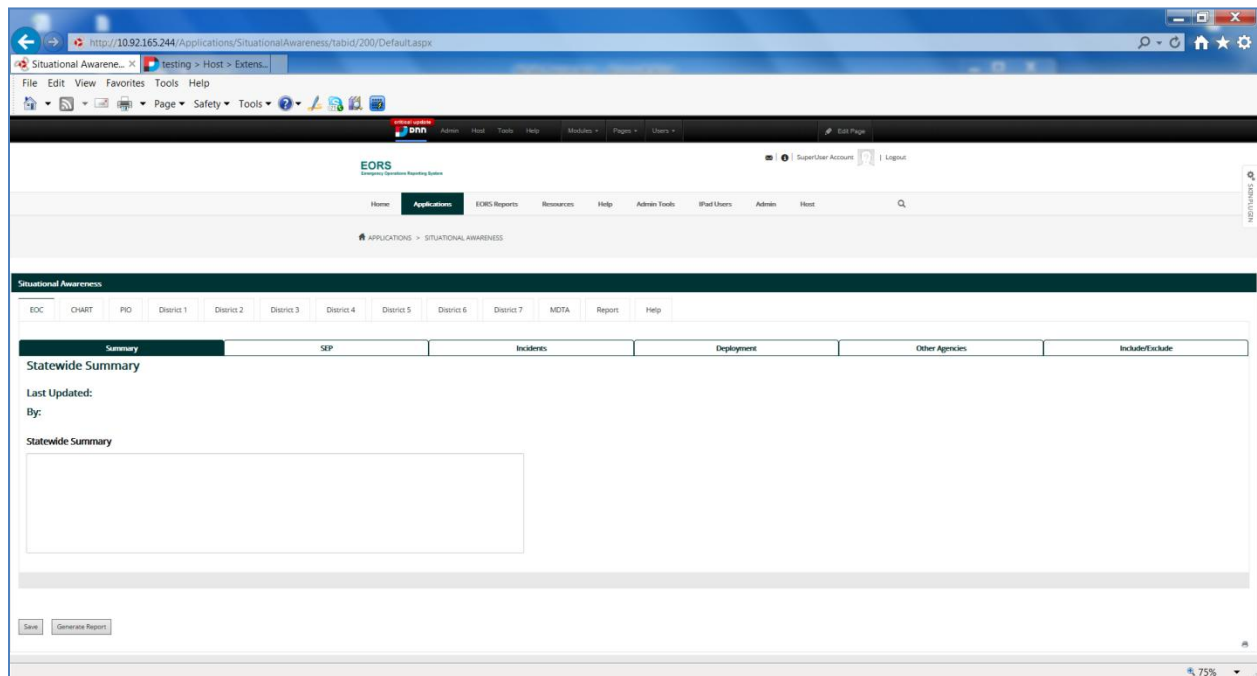 http://10.92.165.244/Applications/SituationalAwareness/tabid/200/Default.aspx
Situational Awarene... testing > Host > Extens...
File Edit View Favorites Tools Help
Page Safety Tools
critical update
DNN Admin Host Tools Help Modules Pages Users Edit Page
SuperUser Account | Logout
EORS
Emergency Operations Reporting System
SKINPLUGIN
Home Applications EORS Reports Resources Help Admin Tools IPad Users Admin Host
APPLICATIONS > SITUATIONAL AWARENESS
Situational Awareness
EOC CHART PIO District 1 District 2 District 3 District 4 District 5 District 6 District 7 MDTA Report Help
Summary SEP Incidents Deployment Other Agencies Include/Exclude
Statewide Summary
Last Updated:
By:
Statewide Summary
Save Generate Report
75%